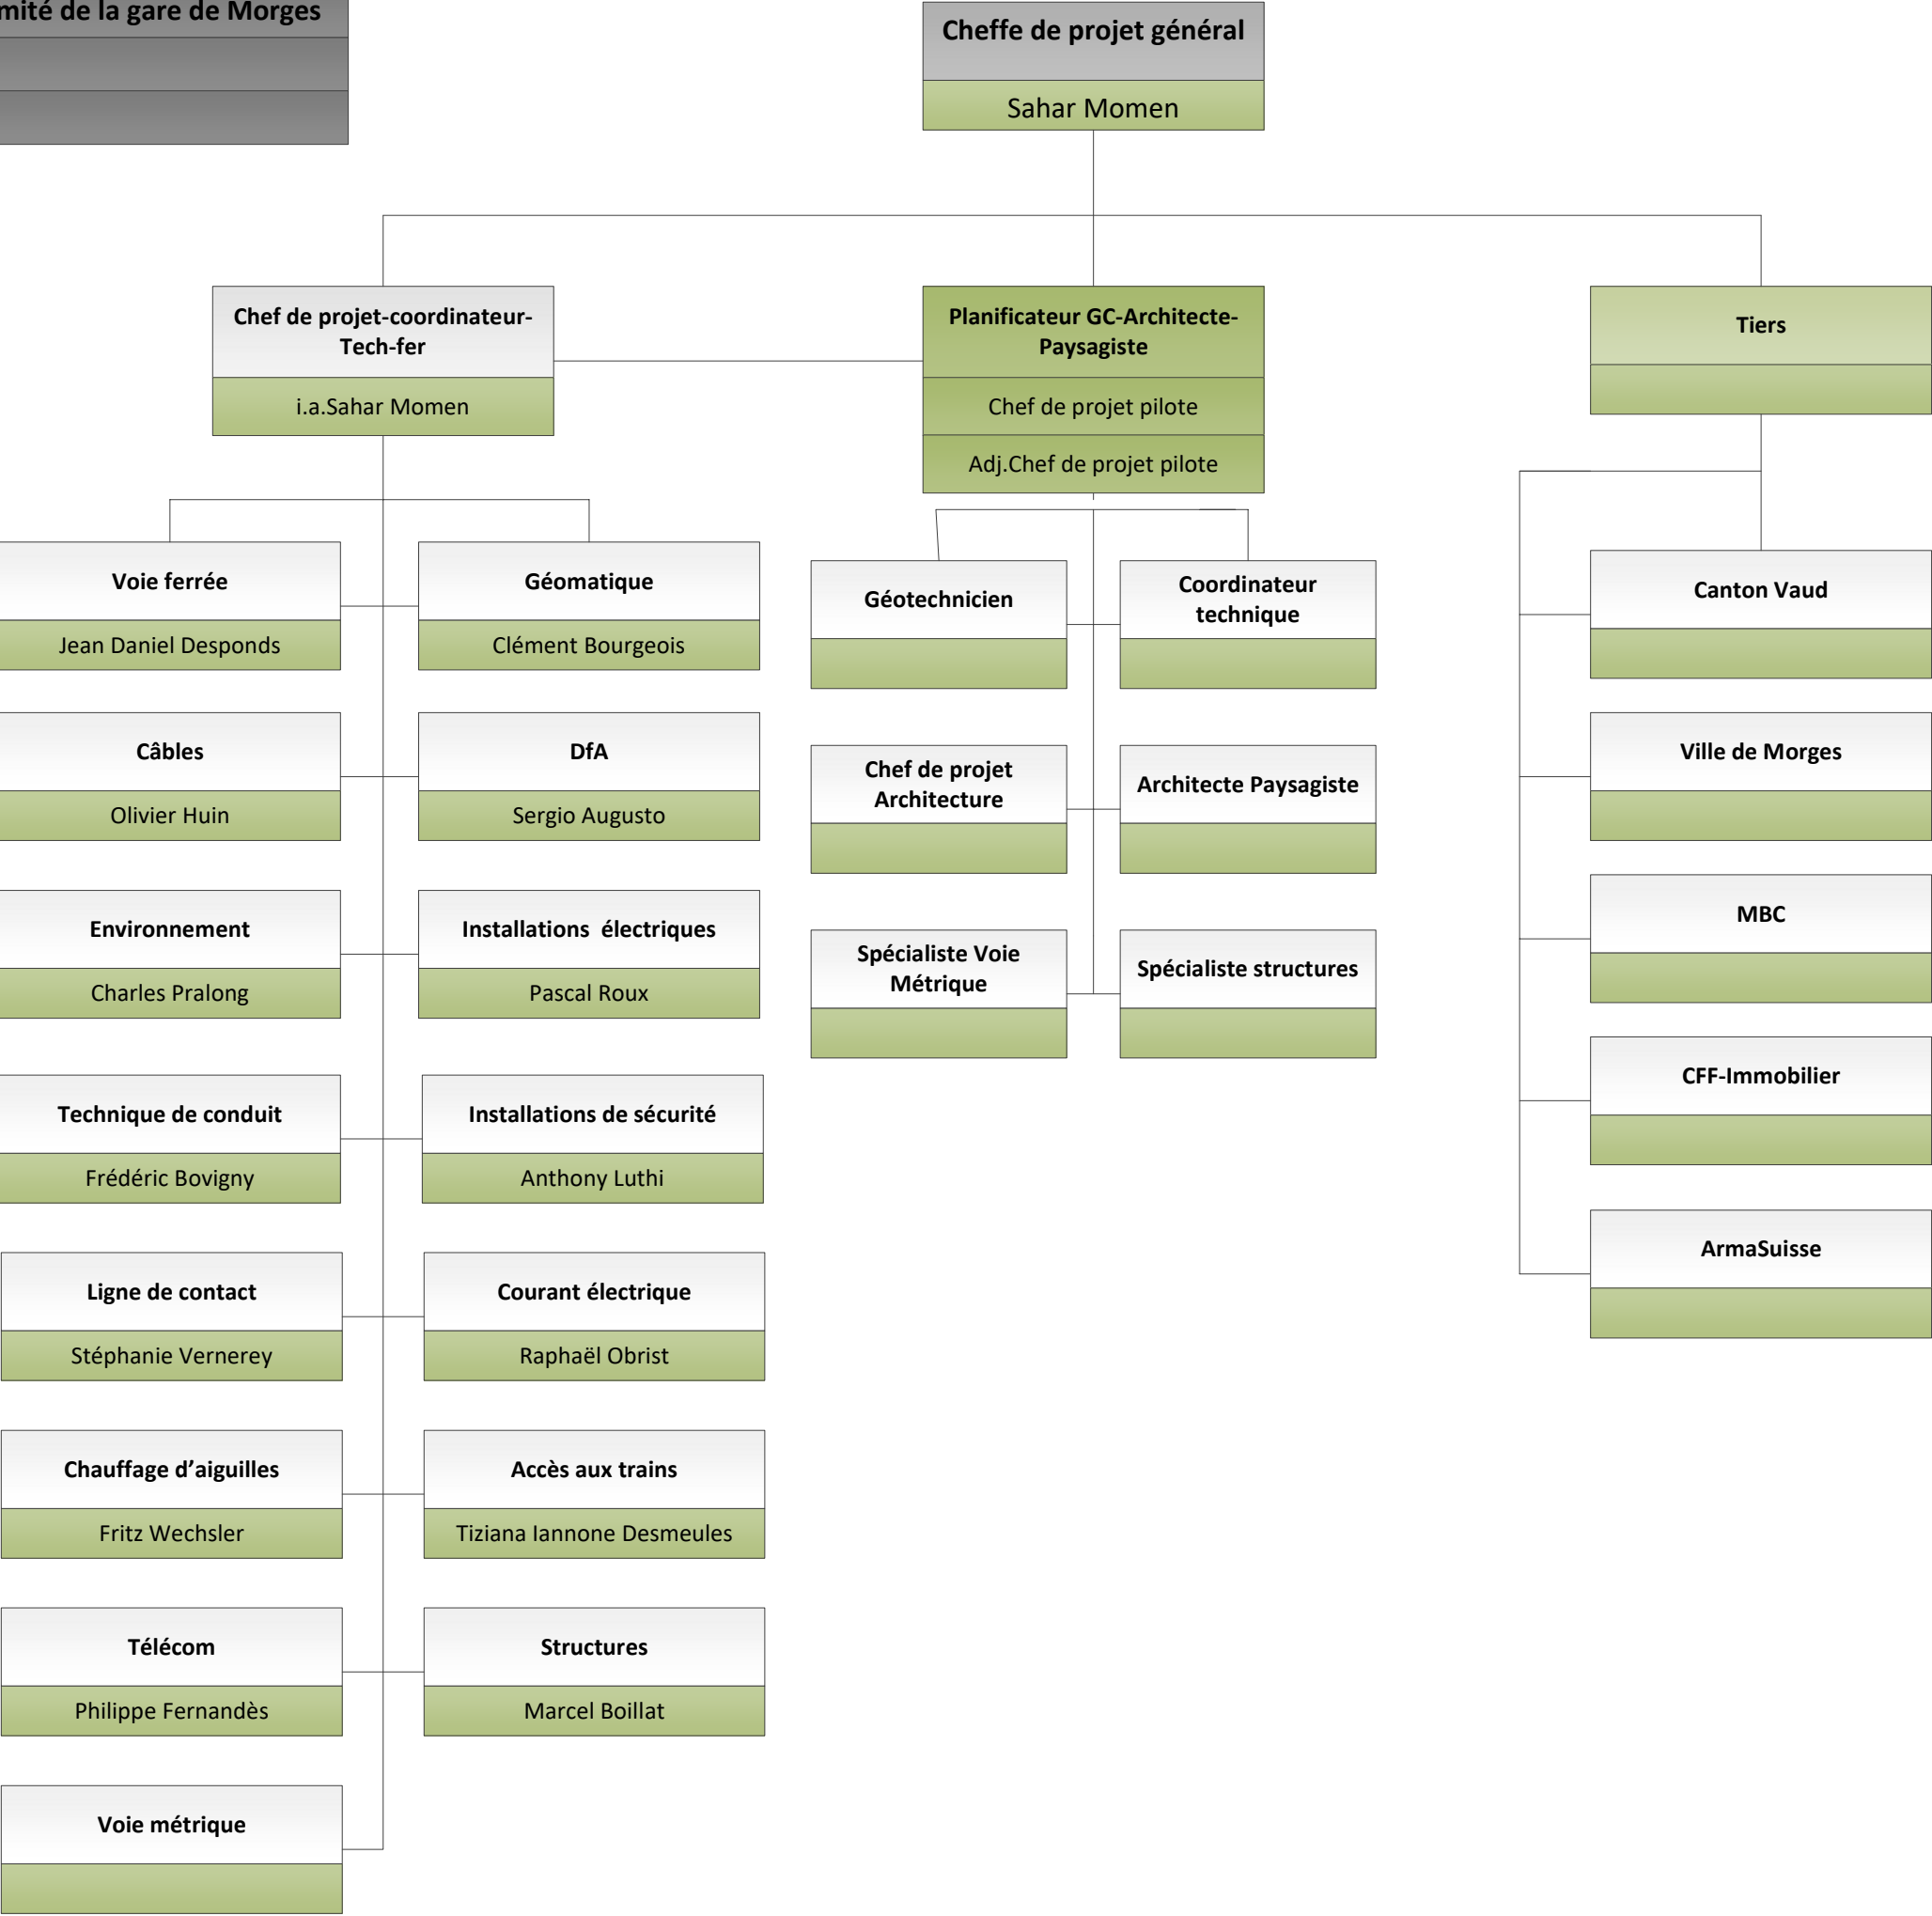 de la gare de Morges
Cheffe de projet général
Sahar Momen
Chef de projet-coordinateur-
Tech-fer
i.a.Sahar Momen
Planificateur GC-Architecte-
Paysagiste
Chef de projet pilote
Adj.Chef de projet pilote
Tiers
Voie ferrée
Jean Daniel Desponds
Géomatique
Clément Bourgeois
Câbles
Olivier Huin
DfA
Sergio Augusto
Environnement
Charles Pralong
Installations  électriques
Pascal Roux
Technique de conduit
Frédéric Bovigny
Installations de sécurité
Anthony Luthi
Ligne de contact
Stéphanie Vernerey
Courant électrique
Raphaël Obrist
Chauffage d’aiguilles
Fritz Wechsler
Accès aux trains
Tiziana Iannone Desmeules
Télécom
Philippe Fernandès
Structures
Marcel Boillat
Voie métrique
Géotechnicien
Coordinateur
technique
Chef de projet
Architecture
Architecte Paysagiste
Spécialiste Voie
Métrique
Spécialiste structures
Canton Vaud
Ville de Morges
MBC
CFF-Immobilier
ArmaSuisse